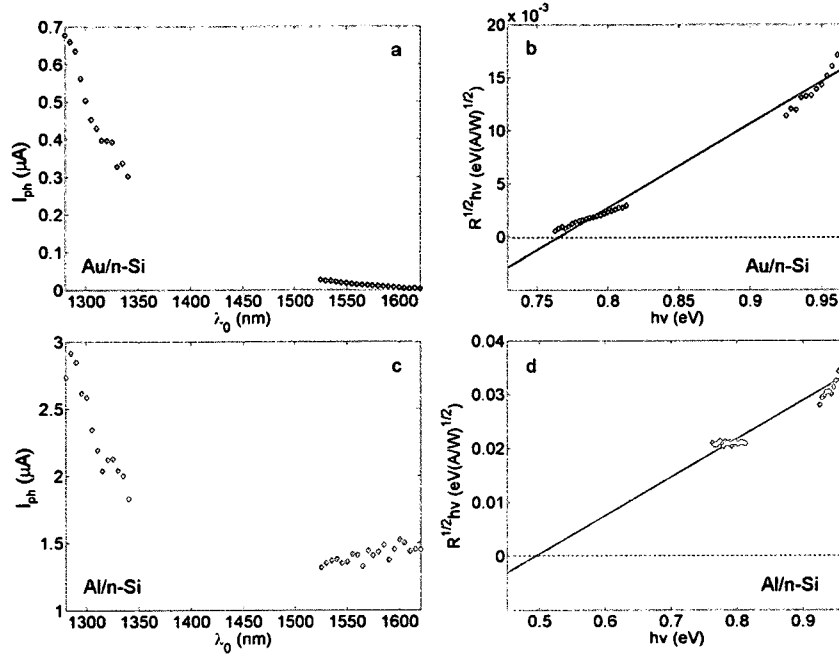 a
0.7
0.6
0.5
0.4
0.3
0.2
0.1
0
I_ph (μA)
Au/n-Si
1300 1350 1400 1450 1500 1550 1600
λ_0 (nm)
b
20 x 10^-3
15
10
5
0
-5
R^1/2hν (eV(A/W)^1/2)
Au/n-Si
0.75 0.8 0.85 0.9 0.95
hν (eV)
c
3
2.5
2
1.5
1
I_ph (μA)
Al/n-Si
1300 1350 1400 1450 1500 1550 1600
λ_0 (nm)
d
0.04
0.03
0.02
0.01
0
-0.01
R^1/2hν (eV(A/W)^1/2)
Al/n-Si
0.5 0.6 0.7 0.8 0.9
hν (eV)